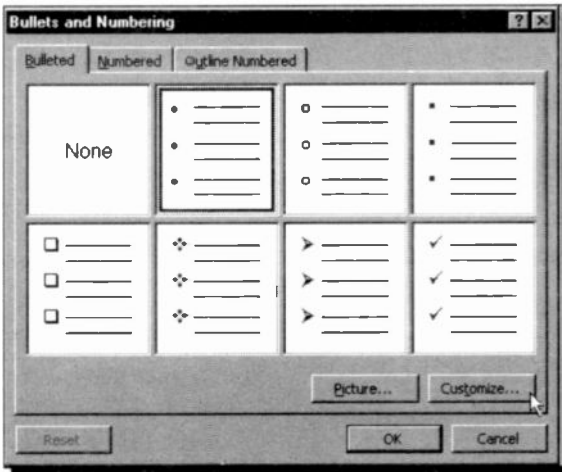 Bullets and Numbering
Bulleted Numbered Outline Numbered
None
Picture... Customize...
Reset OK Cancel